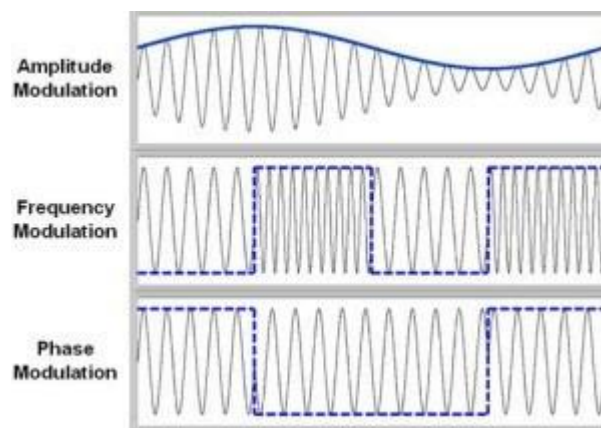 Amplitude
Modulation
Frequency
Modulation
Phase
Modulation